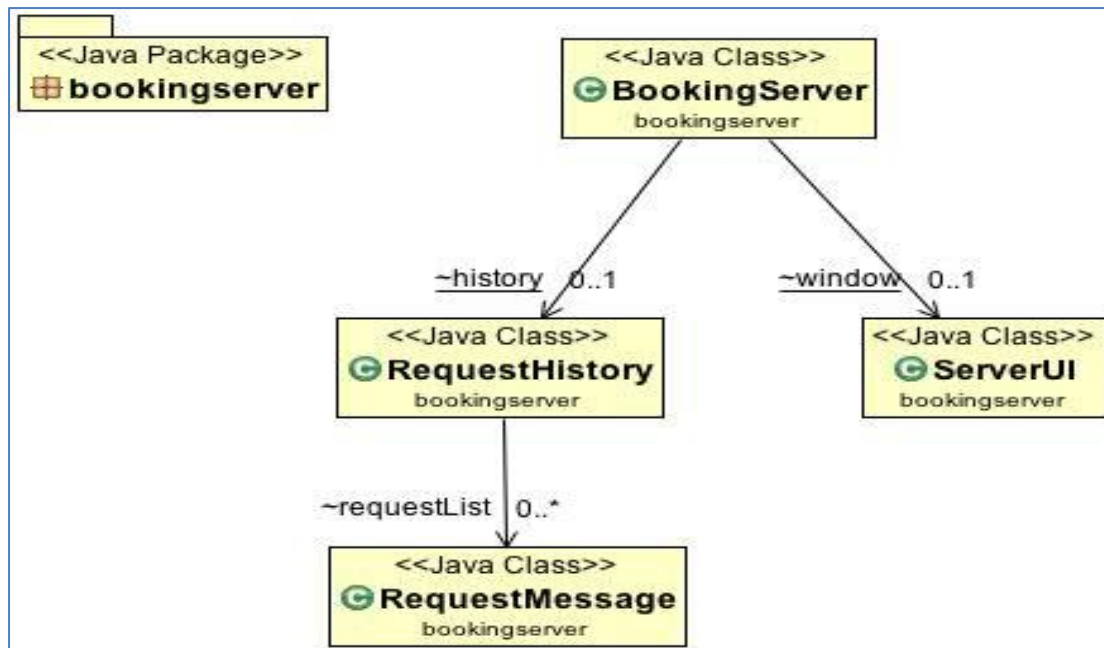 <<Java Package>>
bookingserver
<<Java Class>>
BookingServer
bookingserver
~history 0..1
~window 0..1
<<Java Class>>
RequestHistory
bookingserver
<<Java Class>>
ServerUI
bookingserver
~requestList 0..*
<<Java Class>>
RequestMessage
bookingserver